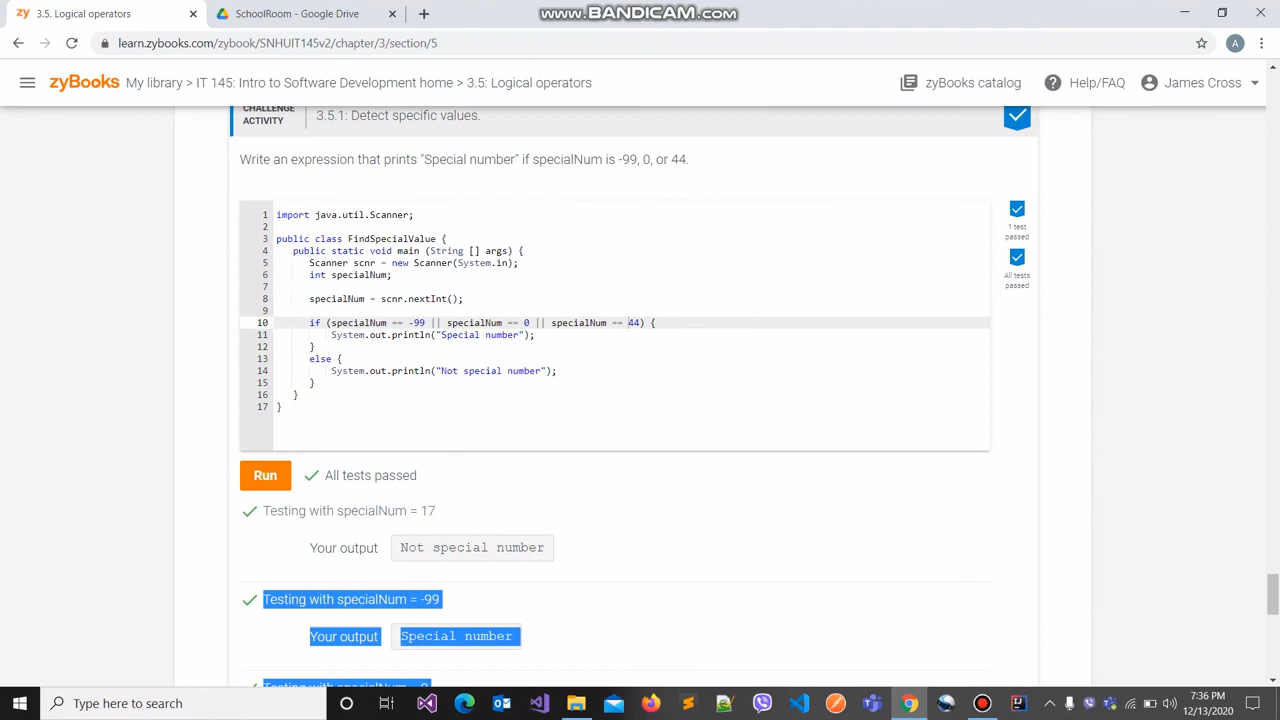 3.5. Logical operators
SchoolRoom - Google Drive
www.BANDICAM.com
learn.zybooks.com/zybook/SNHUIT145v2/chapter/3/section/5
A
zyBooks My library > IT 145: Intro to Software Development home > 3.5: Logical operators
zyBooks catalog
Help/FAQ
James Cross
CHALLENGE
ACTIVITY
3.5.1: Detect specific values.
Write an expression that prints "Special number" if specialNum is -99, 0, or 44.
1 import java.util.Scanner;
2
3 public class FindSpecialValue {
4 public static void main (String [] args) {
5 Scanner scnr = new Scanner(System.in);
6 int specialNum;
7
8 specialNum = scnr.nextInt();
9
10 if (specialNum == -99 || specialNum == 0 || specialNum == 44) {
11 System.out.println("Special number");
12 }
13 else {
14 System.out.println("Not special number");
15 }
16 }
17 }
1 test
passed
All tests
passed
Run
All tests passed
Testing with specialNum = 17
Your output Not special number
Testing with specialNum = -99
Your output Special number
Testing with specialNum = 0
Type here to search
7:36 PM
12/13/2020